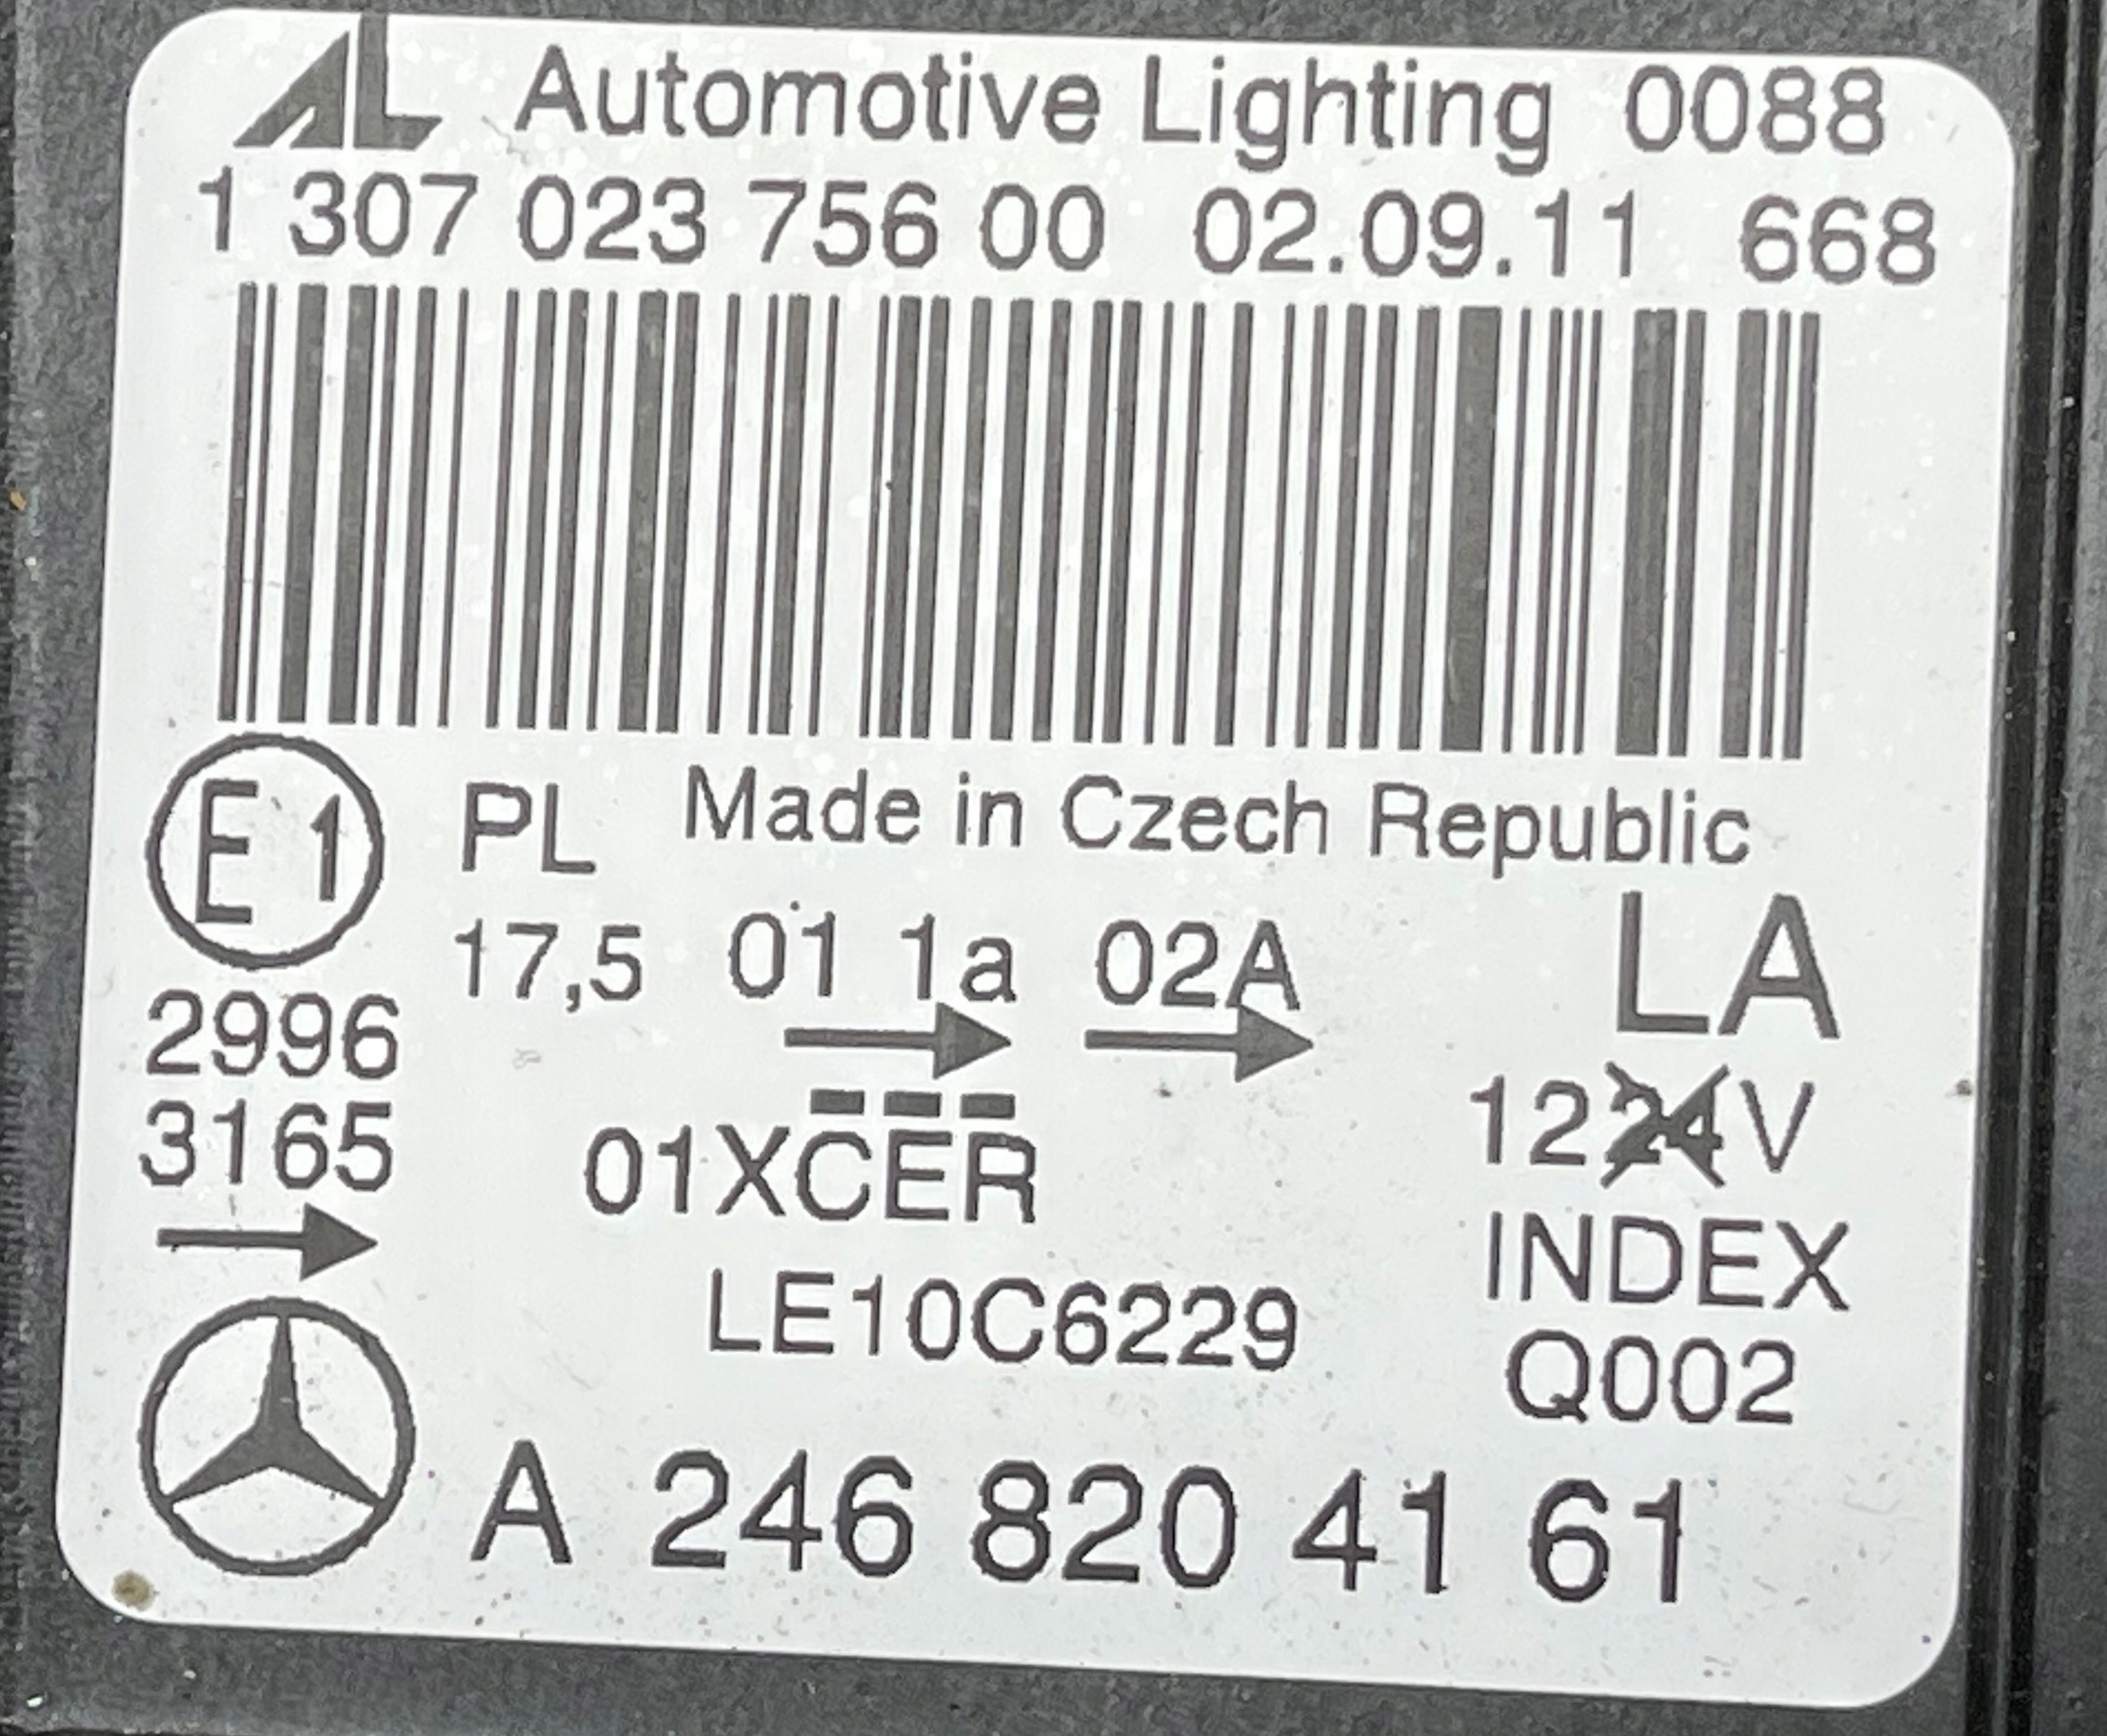 AL Automotive Lighting 0088
1 307 023 756 00 02.09.11 668
E1 PL Made in Czech Republic
17,5 01 1a 02A LA
2996
3165 01XCER 1224V
LE10C6229 INDEX
Q002
A 246 820 41 61